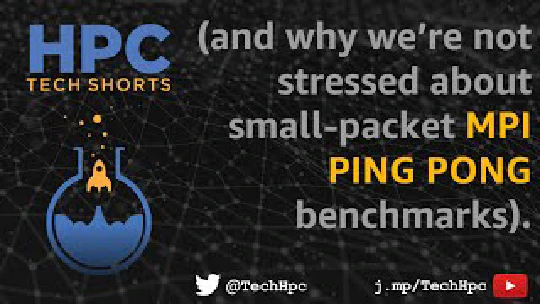 HPC
TECH SHORTS
(and why we're not
stressed about
small-packet MPI
PING PONG
benchmarks).
@TechHpc
j.mp/TechHpc